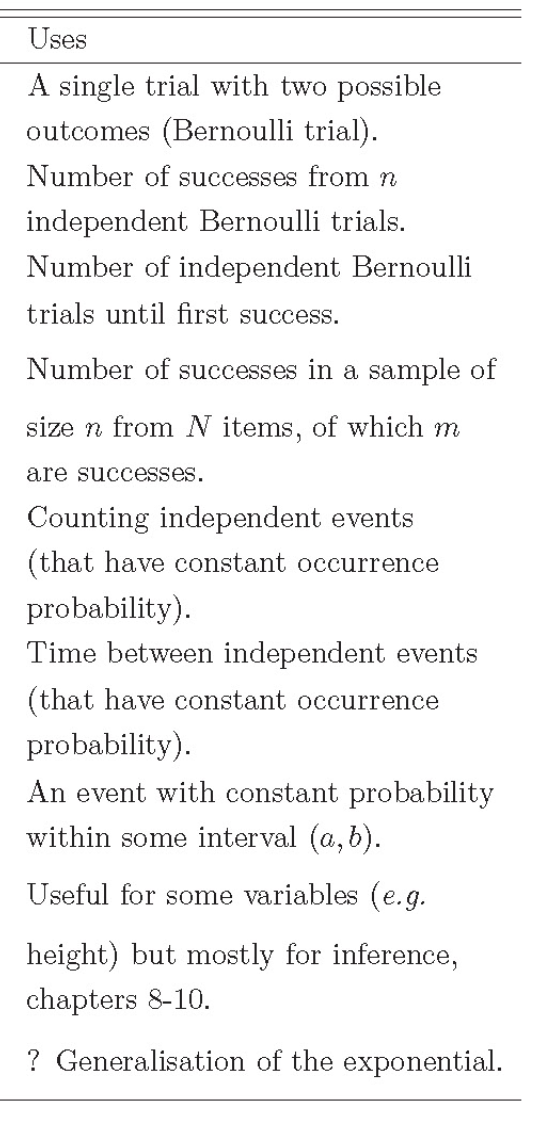 Uses
A single trial with two possible
outcomes (Bernoulli trial).
Number of successes from n
independent Bernoulli trials.
Number of independent Bernoulli
trials until first success.
Number of successes in a sample of
size n from N items, of which m
are successes.
Counting independent events
(that have constant occurrence
probability).
Time between independent events
(that have constant occurrence
probability).
An event with constant probability
within some interval (a, b).
Useful for some variables (e.g.
height) but mostly for inference,
chapters 8-10.
? Generalisation of the exponential.